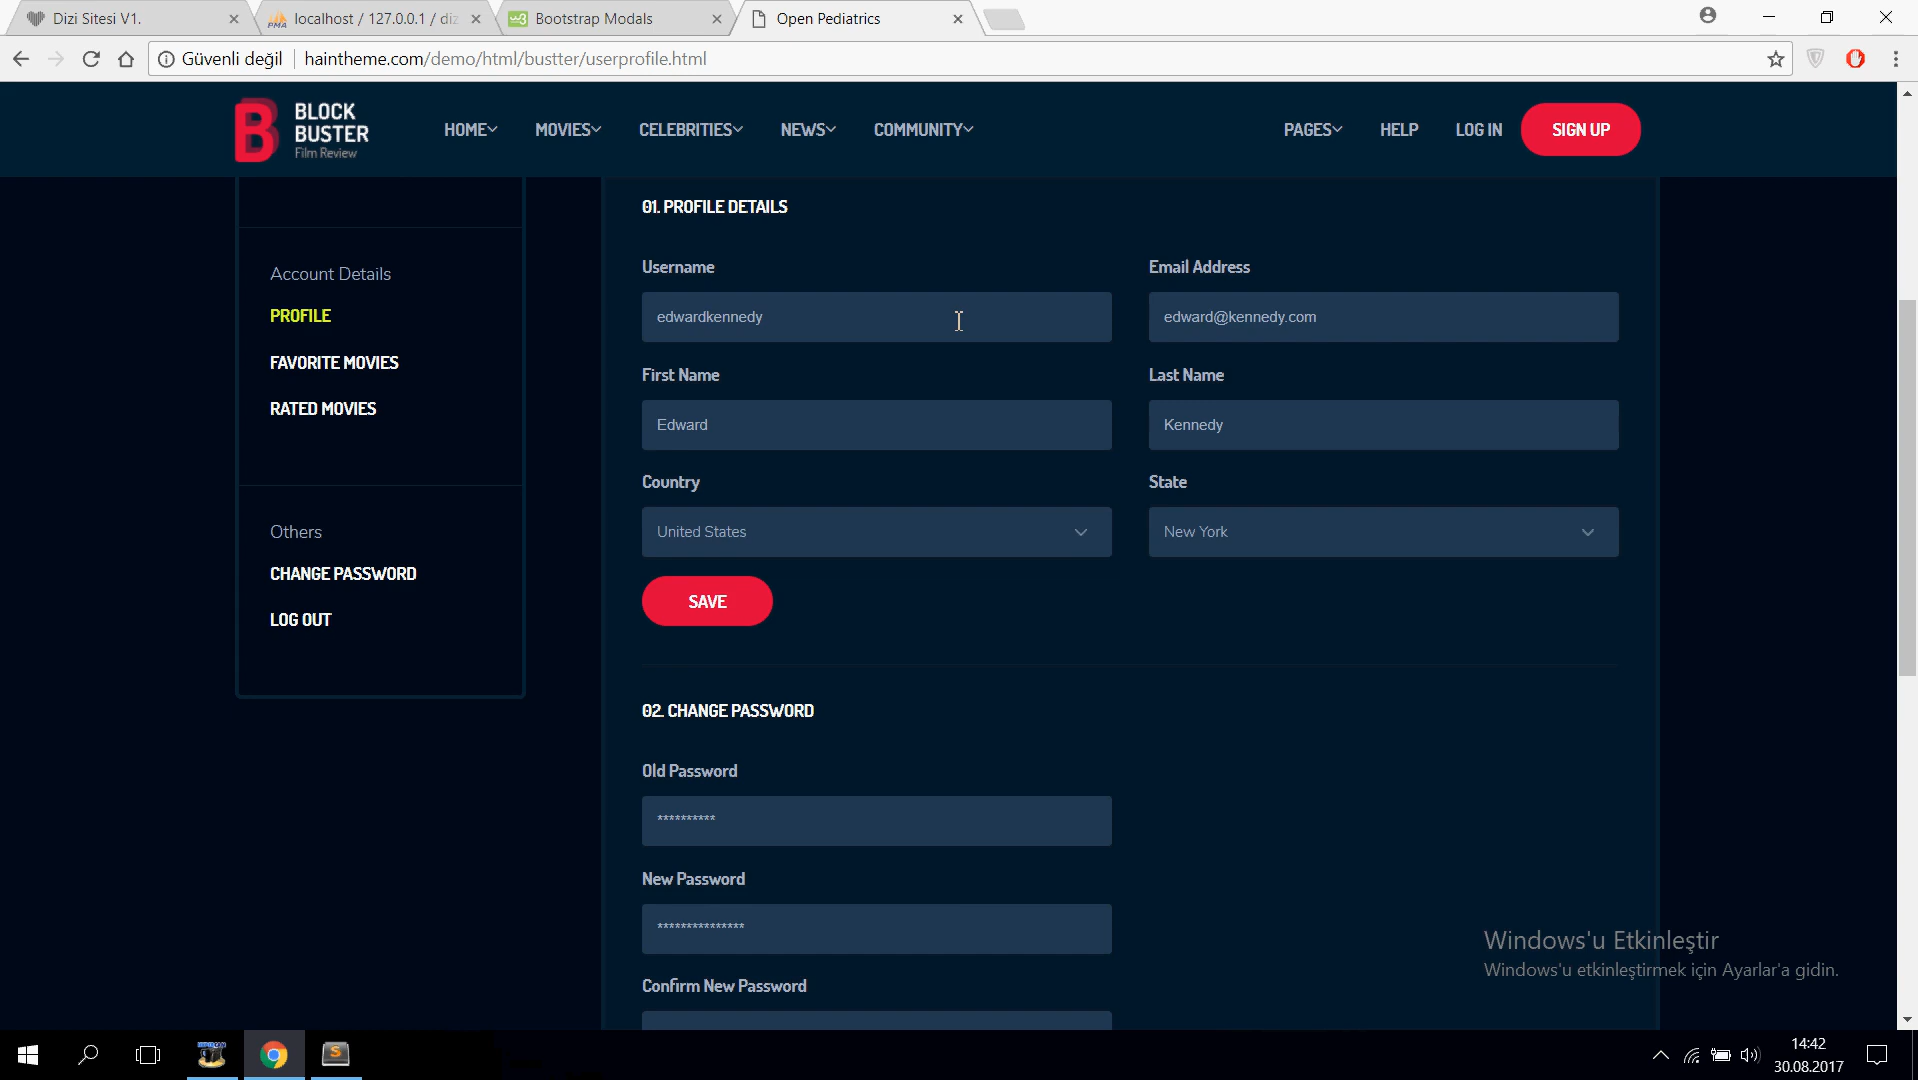 Dizi Sitesi V1.
localhost / 127.0.0.1 / diz
Bootstrap Modals
Open Pediatrics
Güvenli değil
haintheme.com/demo/html/bustter/userprofile.html
BLOCK
BUSTER
Film Review
HOME
MOVIES
CELEBRITIES
NEWS
COMMUNITY
PAGES
HELP
LOG IN
SIGN UP
Account Details
PROFILE
FAVORITE MOVIES
RATED MOVIES
Others
CHANGE PASSWORD
LOG OUT
01. PROFILE DETAILS
Username
Email Address
edwardkennedy
edward@kennedy.com
First Name
Last Name
Edward
Kennedy
Country
State
United States
New York
SAVE
02. CHANGE PASSWORD
Old Password
**********
New Password
***************
Confirm New Password
Windows'u Etkinleştir
Windows'u etkinleştirmek için Ayarlar'a gidin.
14:42
30.08.2017